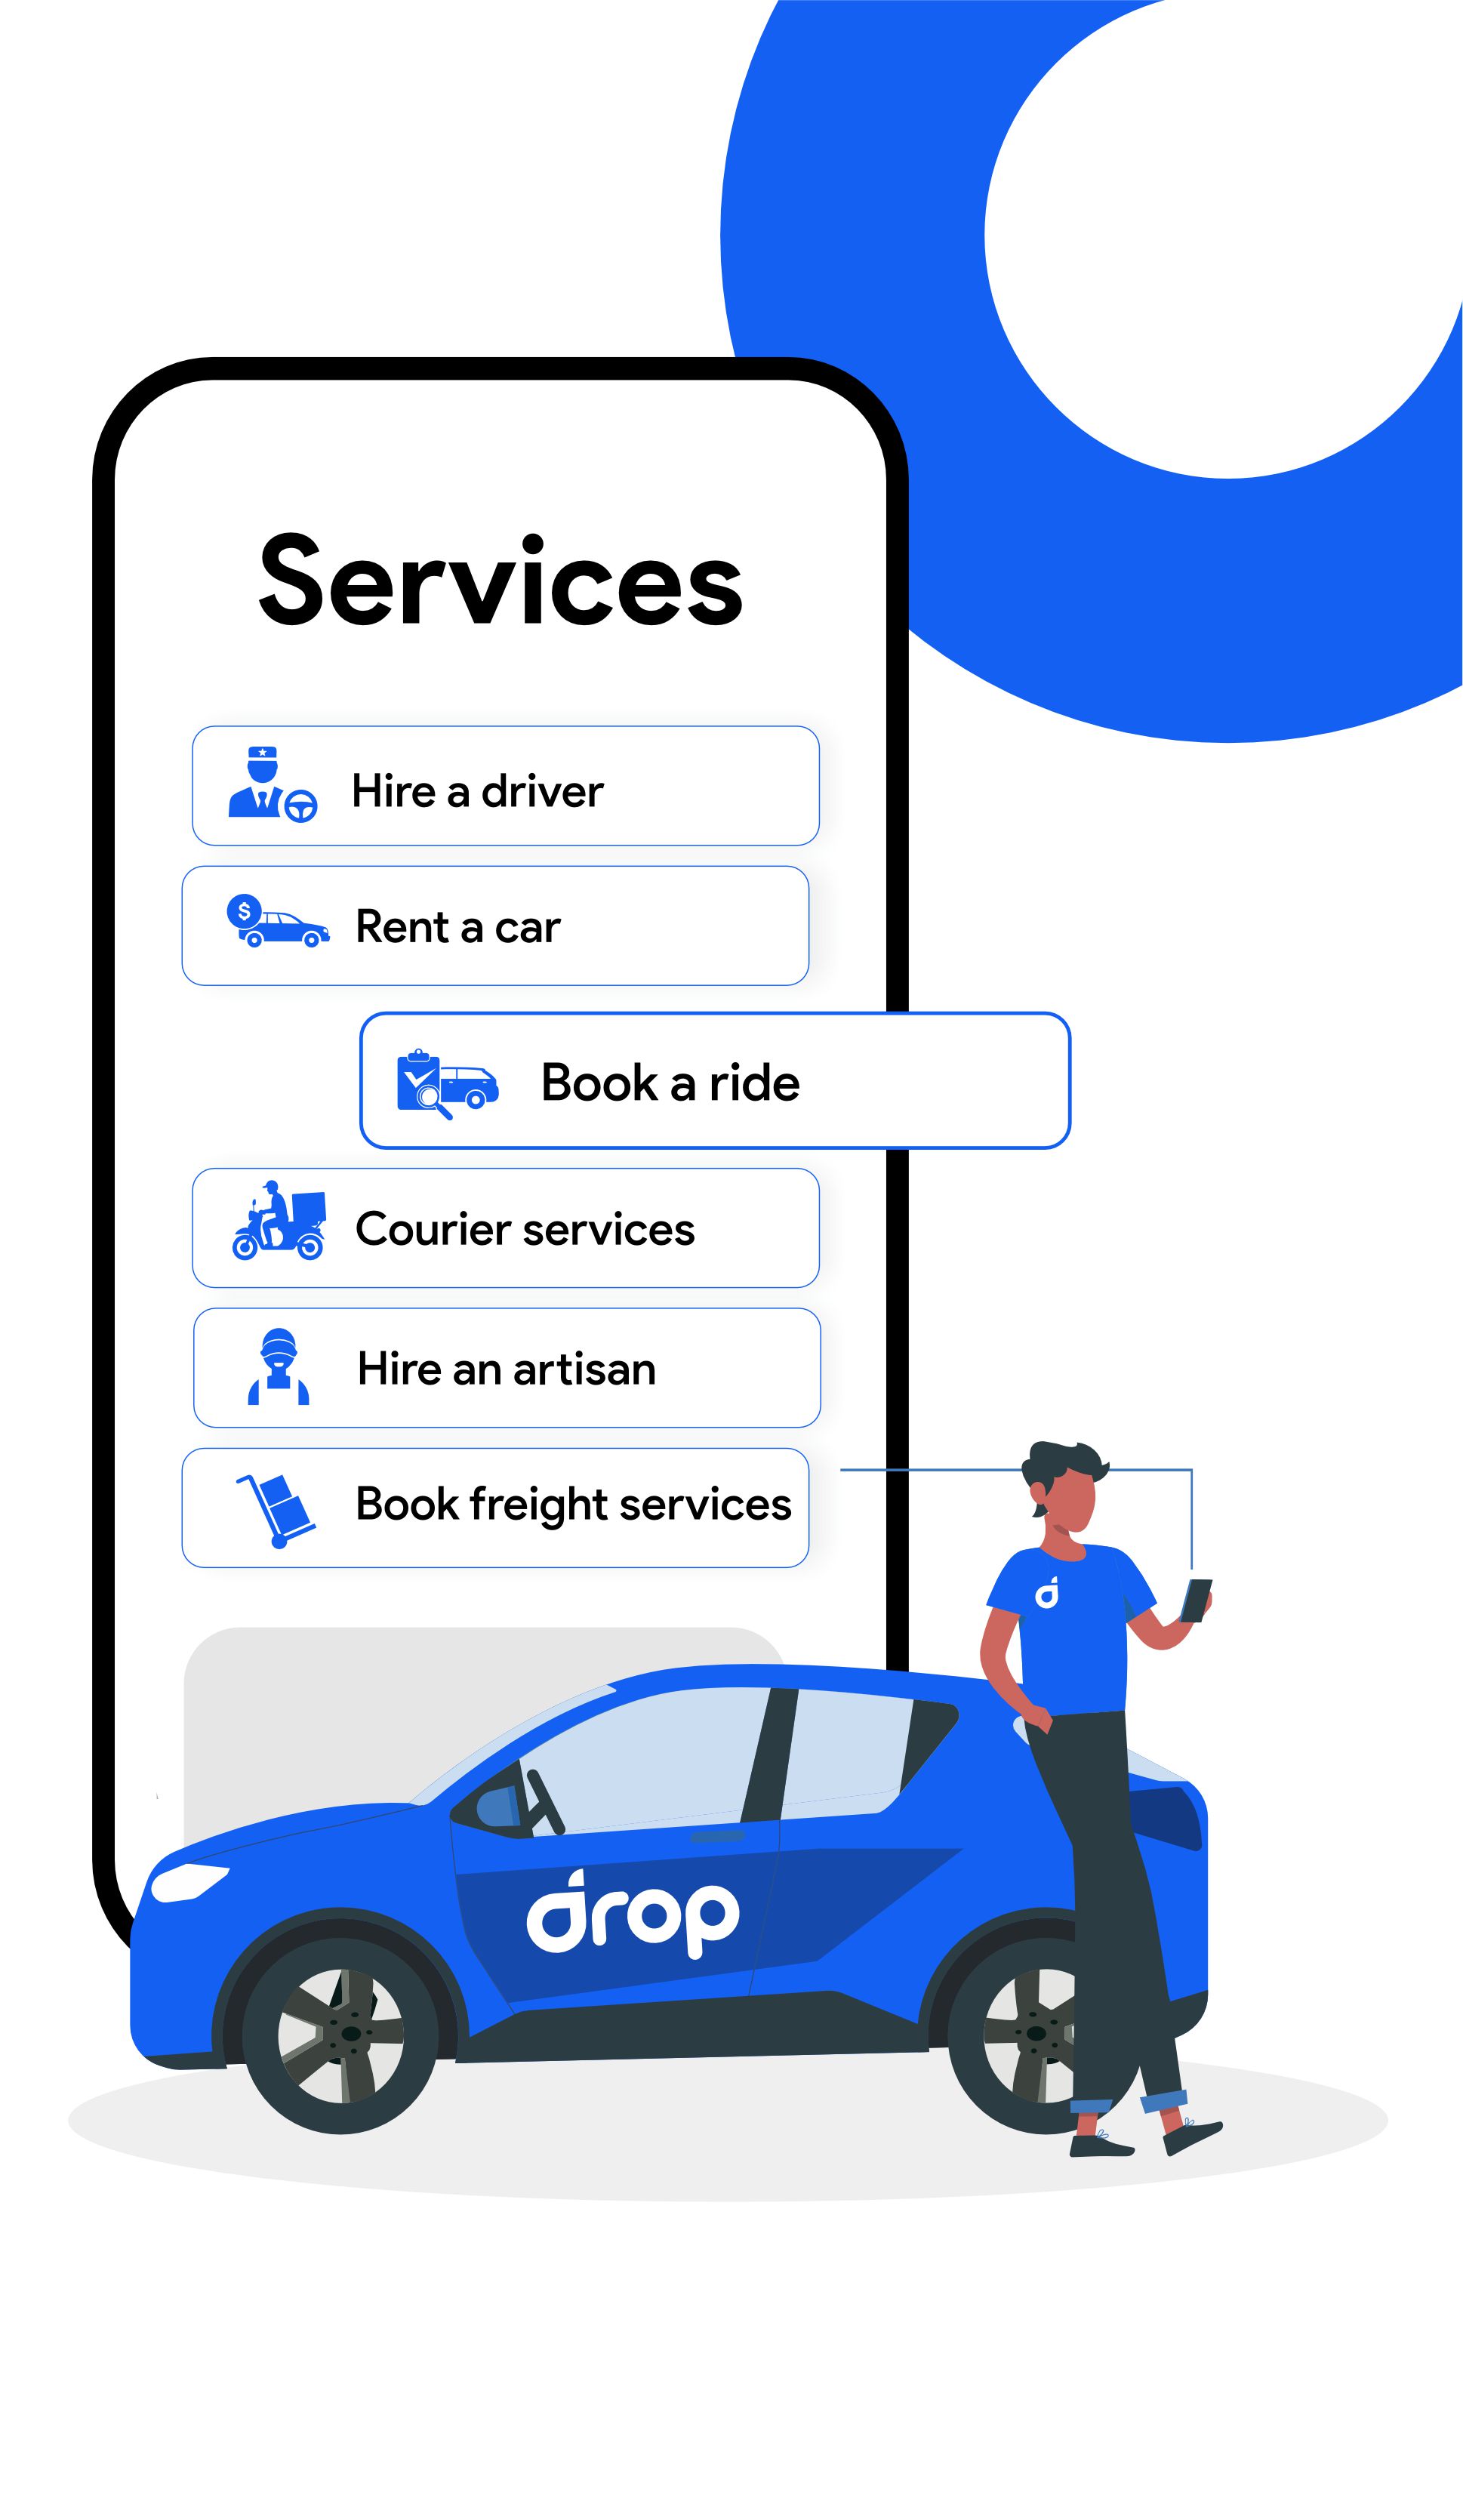 Services
Hire a driver
$
Rent a car
Book a ride
Courier services
Hire an artisan
Book freight services
d
drop